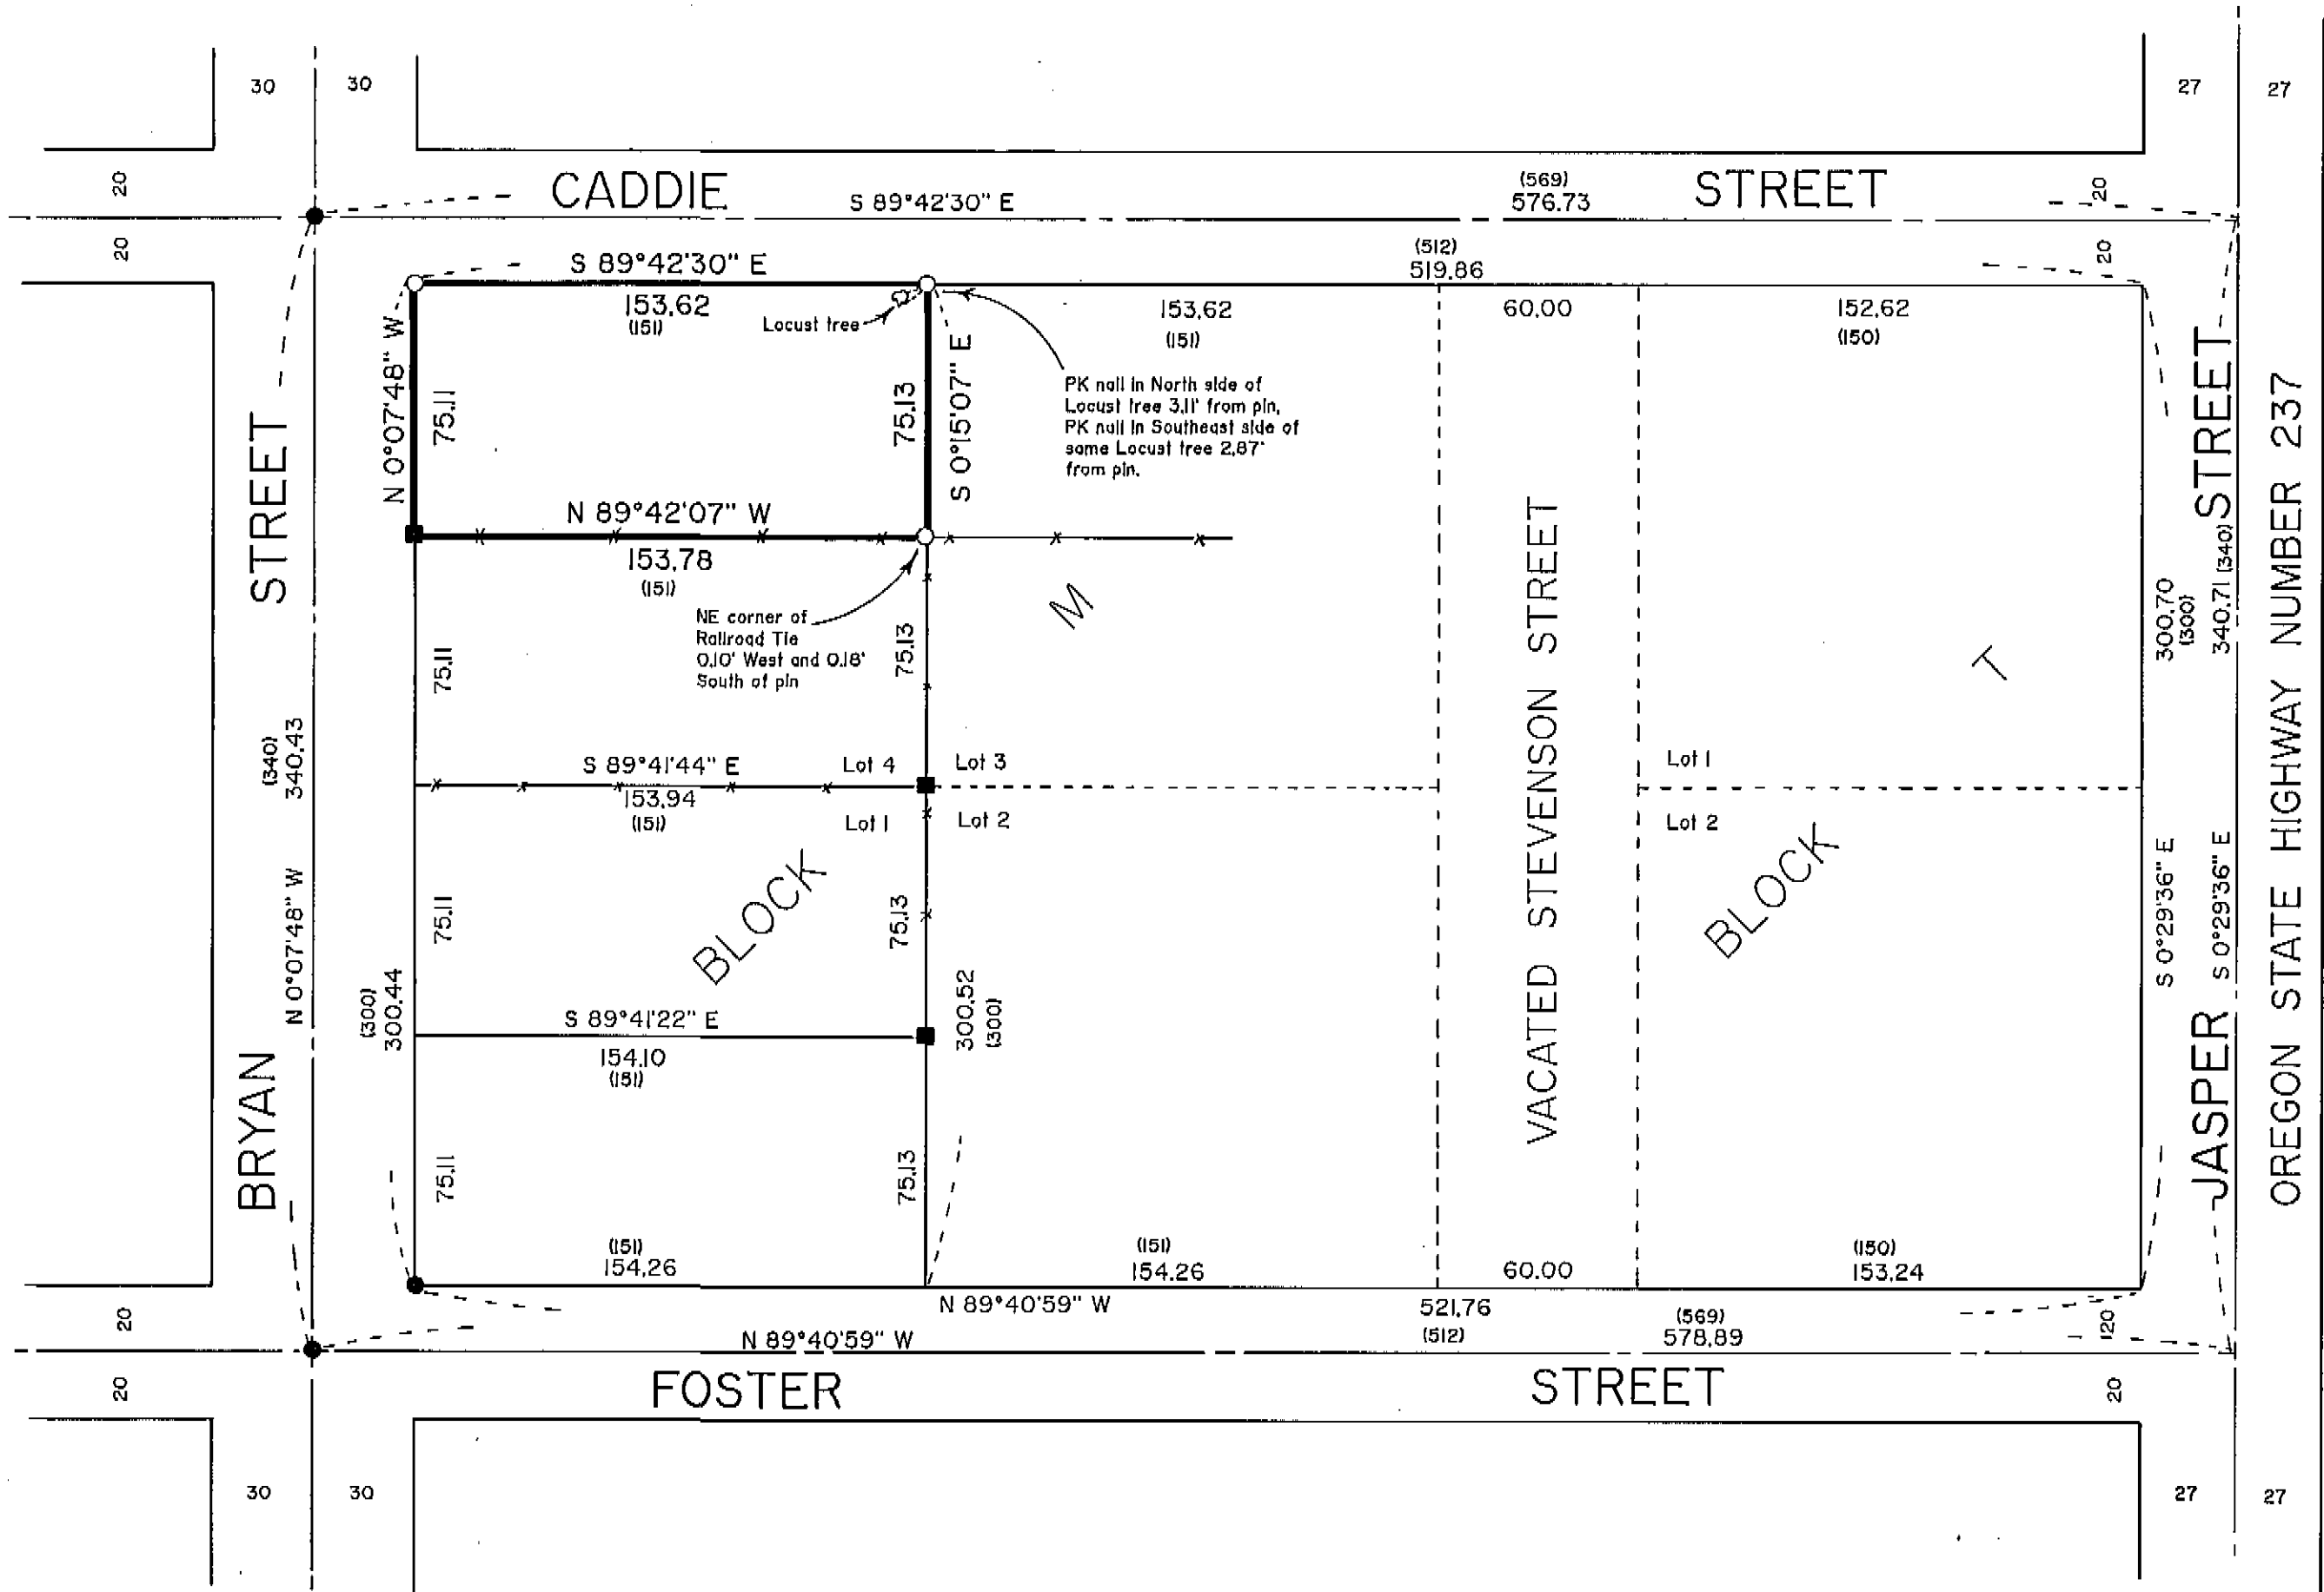 30
30
27
27
20
CADDIE
S 89°42'30" E
(569)
576.73
STREET
20
20
20
S 89°42'30" E
(512)
519.86
153.62
(151)
Locust tree
153.62
(151)
60.00
152.62
(150)
N 0°07'48" W
75.11
75.13
S 0°15'07" E
PK nail in North side of
Locust tree 3.11' from pin.
PK nail in Southeast side of
same Locust tree 2.87'
from pin.
STREET
N 89°42'07" W
153.78
(151)
NE corner of
Railroad Tie
0.10' West and 0.18'
South of pin
M
75.11
75.13
STREET
OREGON STATE HIGHWAY NUMBER 237
300.70
(300)
340.71 (340)
T
(340)
340.43
S 89°41'44" E
153.94
(151)
Lot 4
Lot 3
Lot 1
Lot 2
Lot 1
Lot 2
VACATED STEVENSON STREET
N 0°07'48" W
75.11
BLOCK
75.13
BLOCK
S 0°29'36" E
S 0°29'36" E
(300)
300.44
S 89°41'22" E
154.10
(151)
300.52
(300)
BRYAN
JASPER
75.11
75.13
(151)
154.26
(151)
154.26
60.00
(150)
153.24
20
N 89°40'59" W
521.76
(512)
(569)
578.89
20
N 89°40'59" W
20
FOSTER
STREET
20
30
30
27
27